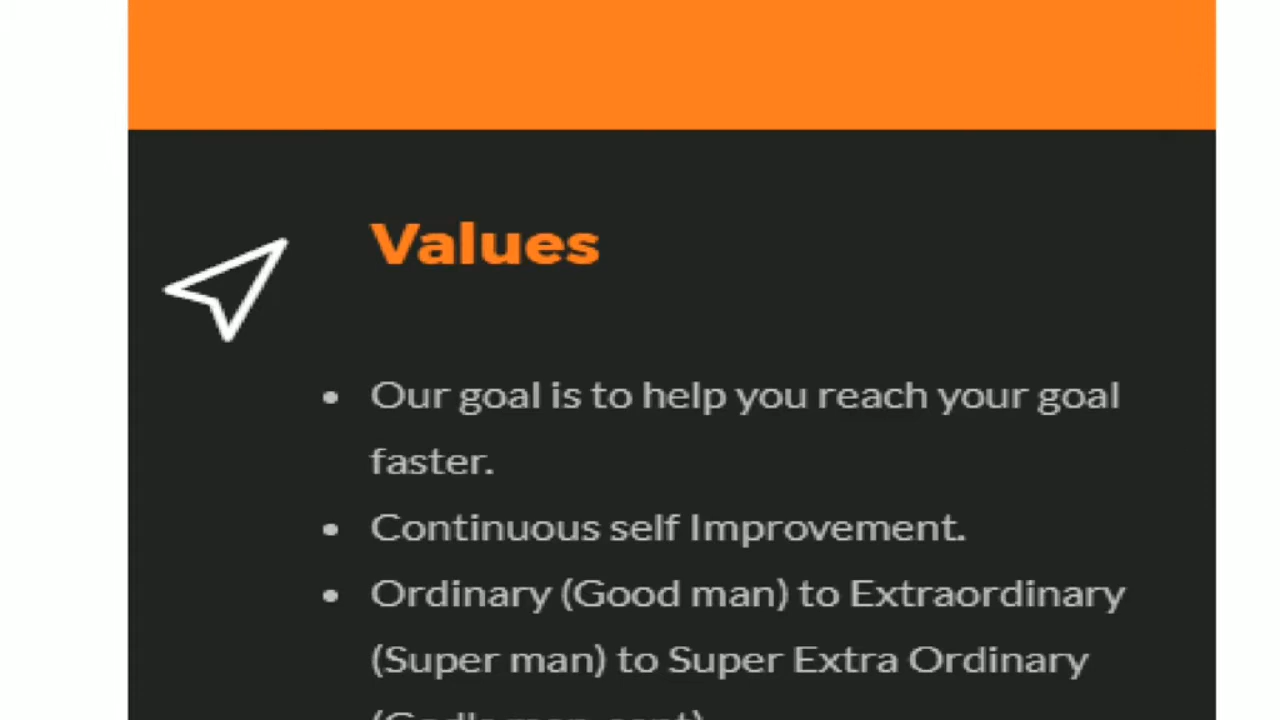 Values
Our goal is to help you reach your goal
faster.
Continuous self Improvement.
Ordinary (Good man) to Extraordinary
(Super man) to Super Extra Ordinary